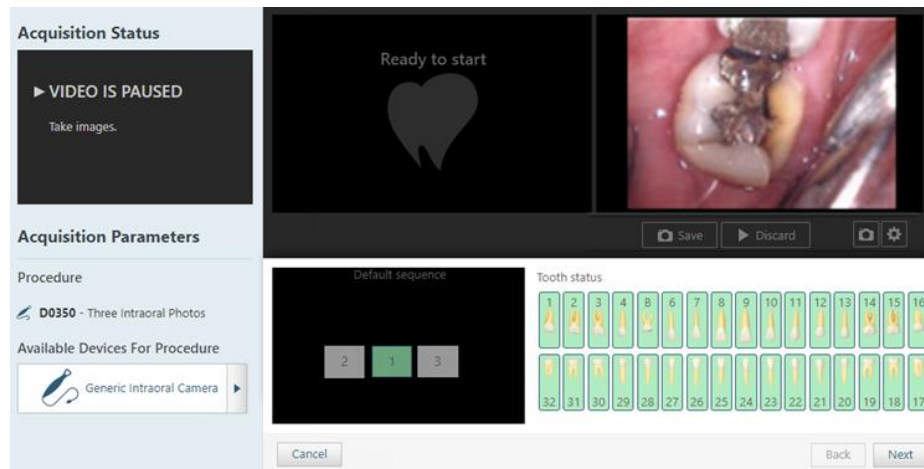 Acquisition Status
VIDEO IS PAUSED
Take images.
Acquisition Parameters
Procedure
D0350 - Three Intraoral Photos
Available Devices For Procedure
Generic Intraoral Camera
Ready to start
Save
Discard
Default sequence
2 1 3
Tooth status
1 2 3 4 B 6 7 8 9 10 11 12 13 14 15 16
32 31 30 29 28 27 26 25 24 23 22 21 20 19 18 17
Cancel
Back
Next